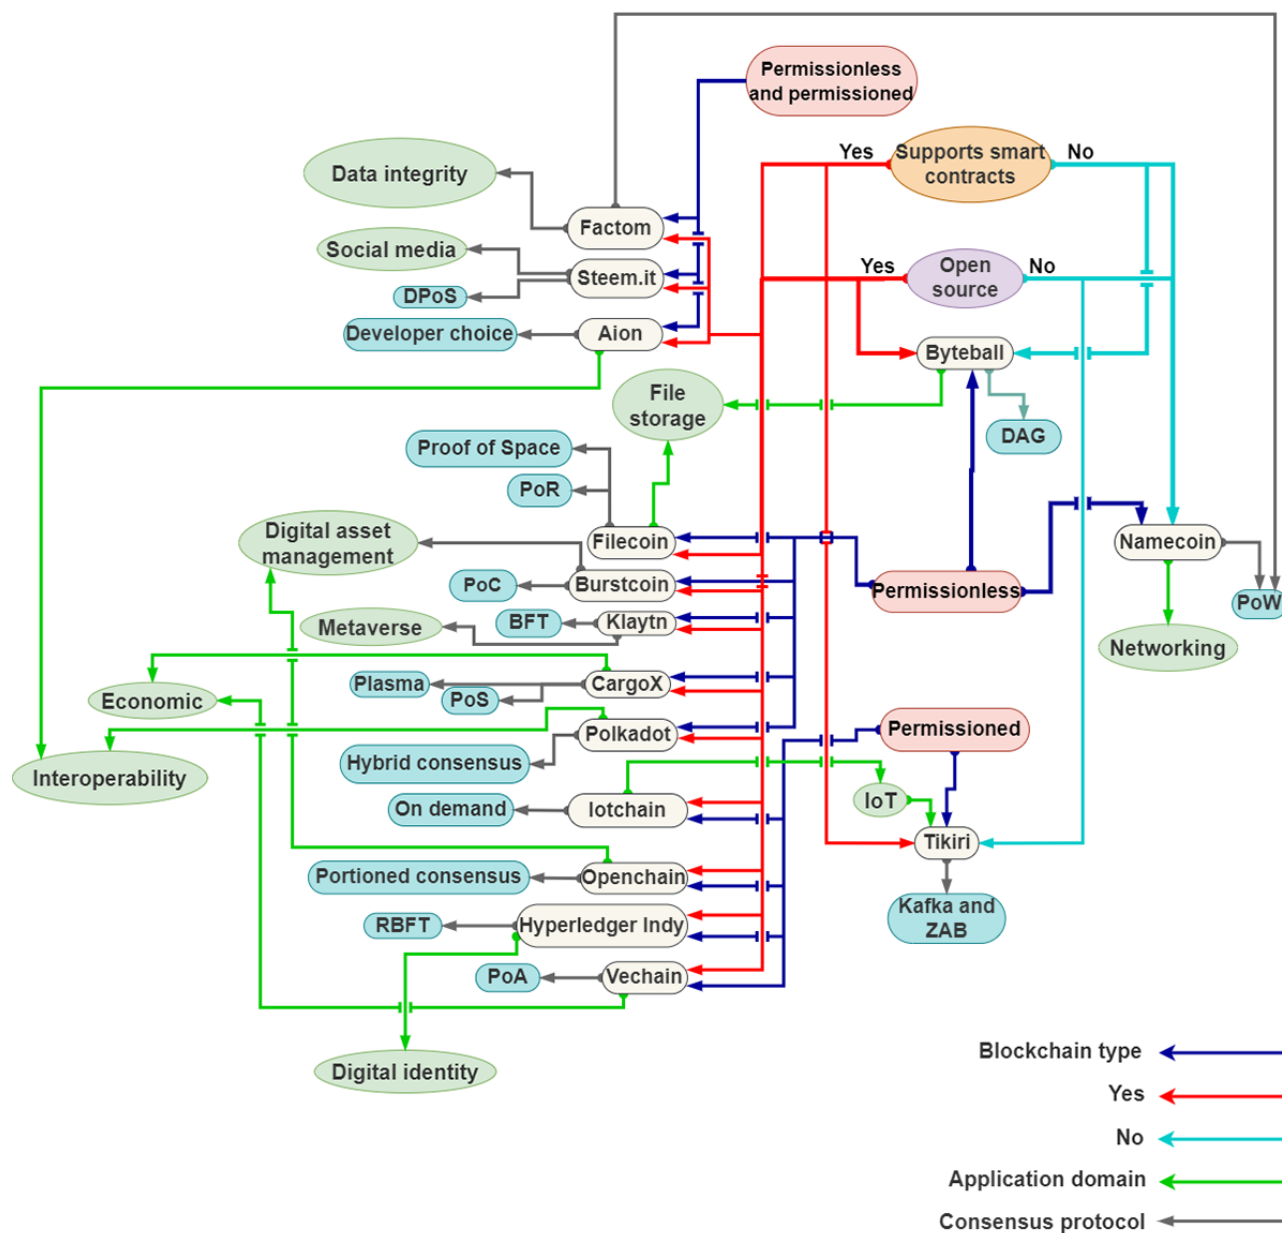 Permissionless
and permissioned
Yes
Supports smart
contracts
No
Data integrity
Factom
Social media
Steem.it
Yes
Open
source
No
DPoS
Developer choice
Aion
Byteball
File
storage
DAG
Proof of Space
PoR
Digital asset
management
Filecoin
Namecoin
PoC
Burstcoin
Permissionless
PoW
Metaverse
BFT
Klaytn
Networking
Plasma
PoS
CargoX
Economic
Permissioned
Polkadot
Hybrid consensus
Interoperability
On demand
Iotchain
IoT
Tikiri
Portioned consensus
Openchain
Kafka and
ZAB
RBFT
Hyperledger Indy
PoA
Vechain
Digital identity
Blockchain type
Yes
No
Application domain
Consensus protocol